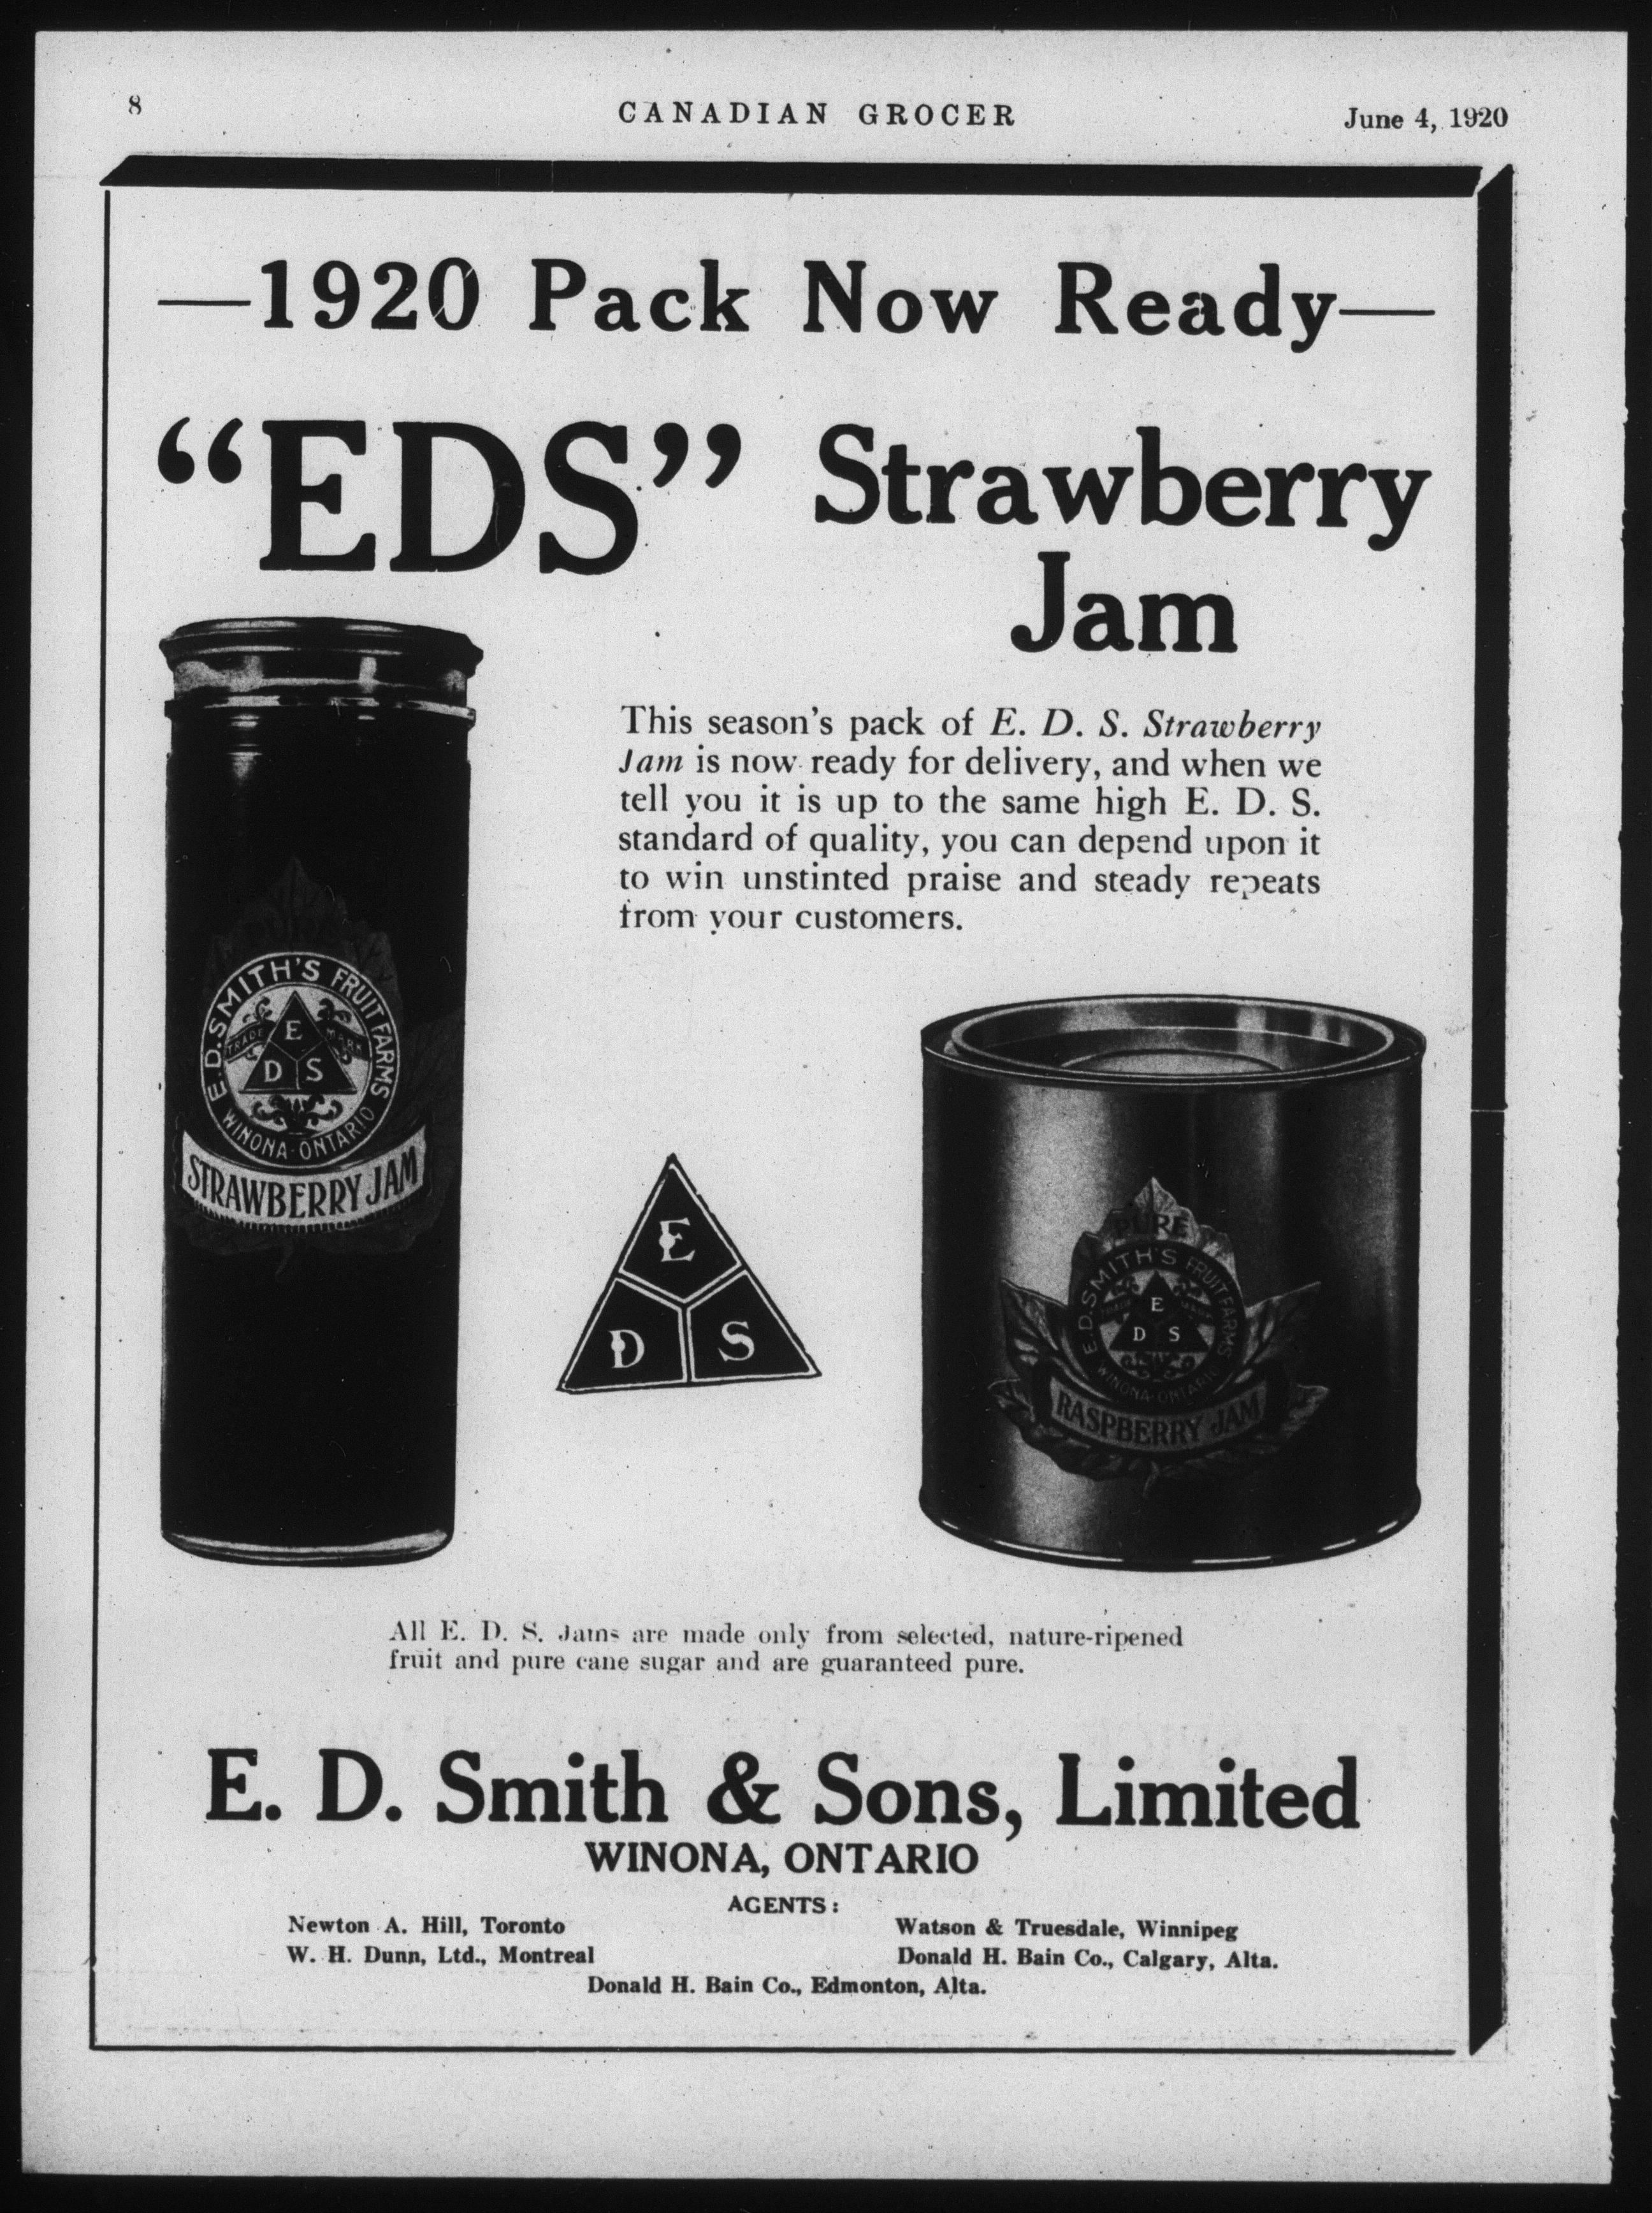 8
CANADIAN GROCER
June 4, 1920
—1920 Pack Now Ready—
“EDS” Strawberry
Jam
This season's pack of E. D. S. Strawberry
Jam is now ready for delivery, and when we
tell you it is up to the same high E. D. S.
standard of quality, you can depend upon it
to win unstinted praise and steady repeats
from your customers.
PURE
E.D. SMITH'S FRUIT FARMS
TRADE MARK
E
D S
WINONA-ONTARIO
STRAWBERRY JAM
E
D S
PURE
E.D. SMITH'S FRUIT FARMS
TRADE MARK
E
D S
WINONA-ONTARIO
RASPBERRY JAM
All E. D. S. Jams are made only from selected, nature-ripened
fruit and pure cane sugar and are guaranteed pure.
E. D. Smith & Sons, Limited
WINONA, ONTARIO
AGENTS:
Newton A. Hill, Toronto
Watson & Truesdale, Winnipeg
W. H. Dunn, Ltd., Montreal
Donald H. Bain Co., Calgary, Alta.
Donald H. Bain Co., Edmonton, Alta.